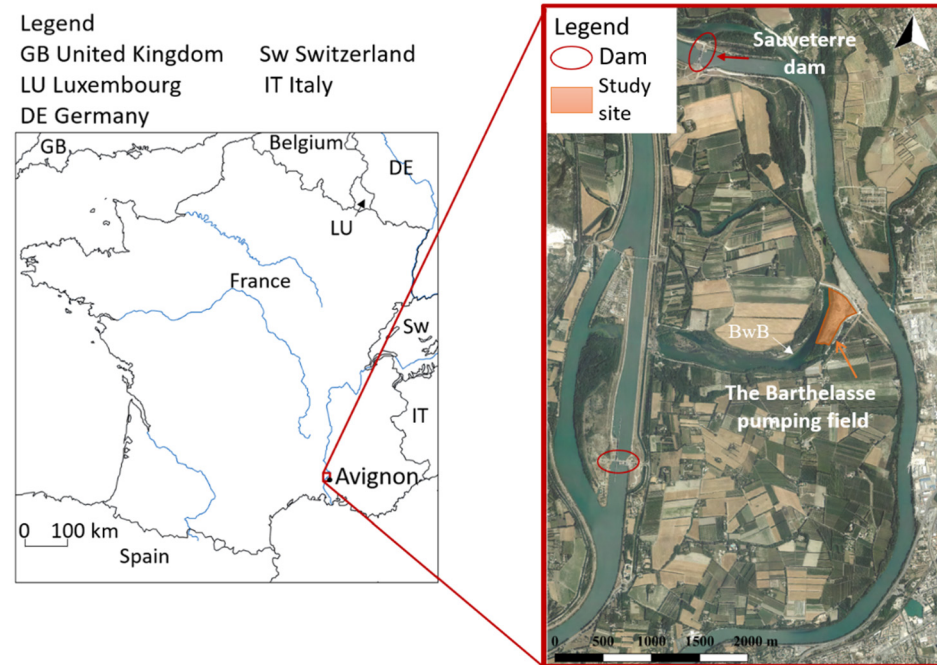 Legend
GB United Kingdom Sw Switzerland
LU Luxembourg IT Italy
DE Germany
GB
Belgium
DE
LU
France
Sw
IT
Avignon
0 100 km
Spain
Legend
Dam
Study
site
Sauveterre
dam
BwB
The Barthelasse
pumping field
0 500 1000 1500 2000 m